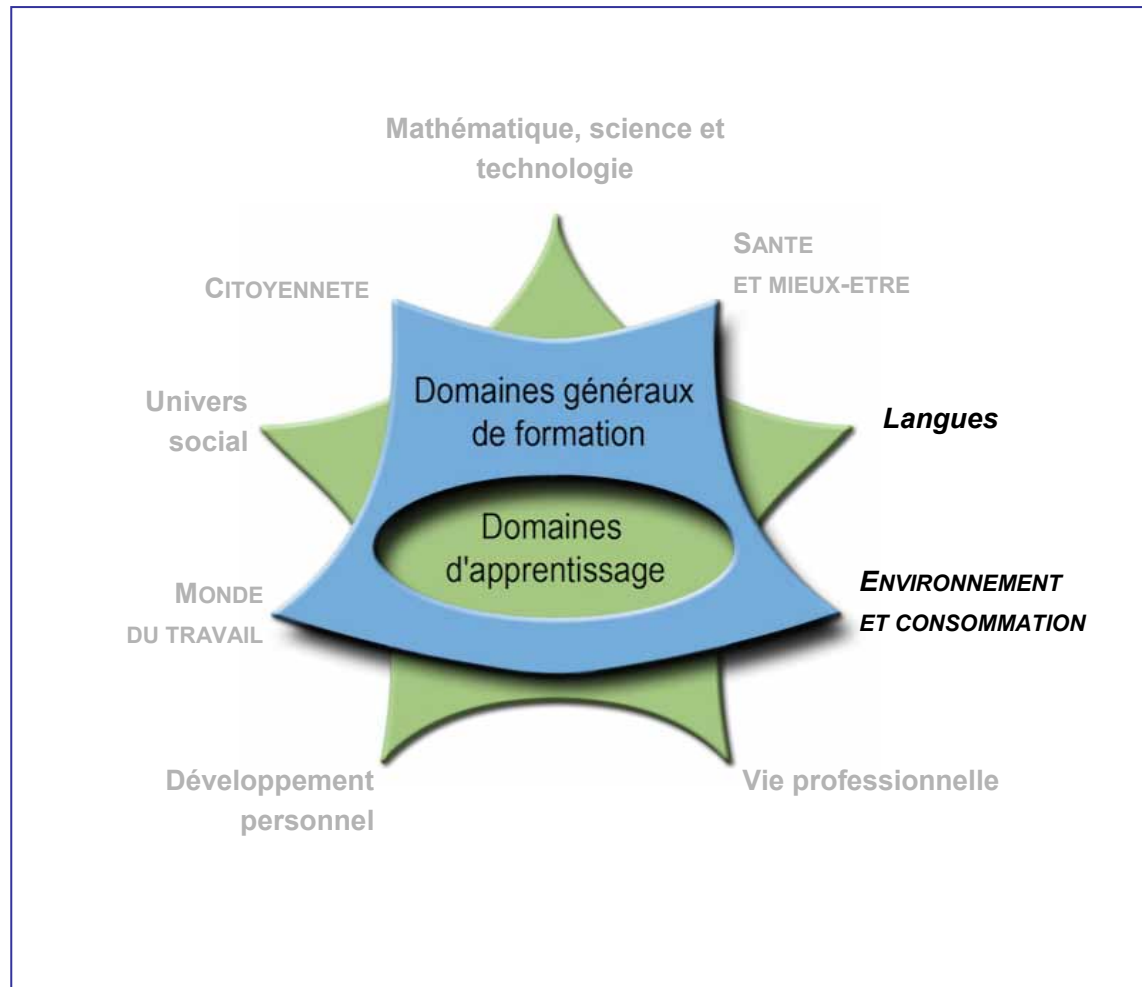 Mathématique, science et
technologie
SANTE
ET MIEUX-ETRE
CITOYENNETE
Domaines généraux
de formation
Univers
social
Langues
Domaines
d'apprentissage
MONDE
DU TRAVAIL
ENVIRONNEMENT
ET CONSOMMATION
Développement
personnel
Vie professionnelle